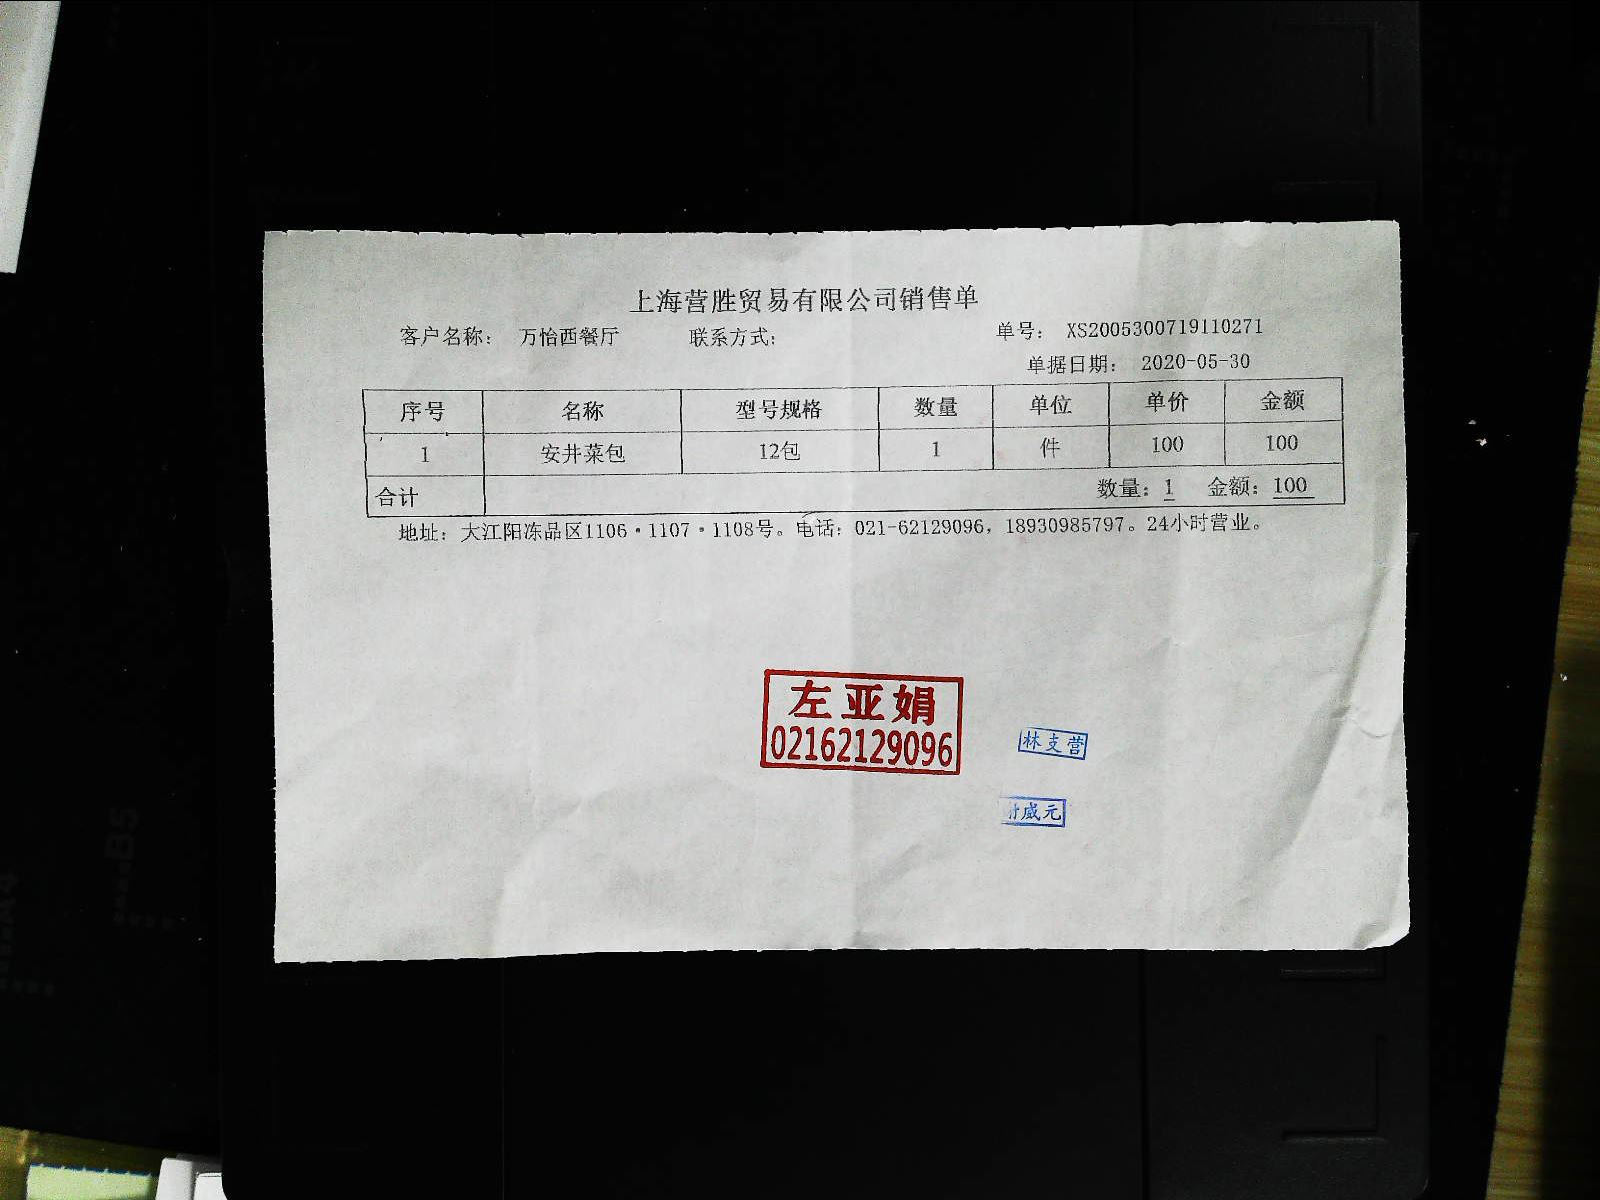 上海营胜贸易有限公司销售单
客户名称： 万怡西餐厅 联系方式： 单号： XS2005300719110271
单据日期： 2020-05-30
序号 名称 型号规格 数量 单位 单价 金额
1 安井菜包 12包 1 件 100 100
合计 数量：1 金额：100
地址：大江阳冻品区1106·1107·1108号。电话：021-62129096，18930985797。24小时营业。
左亚娟
02162129096
林支营
威元
B5
A4